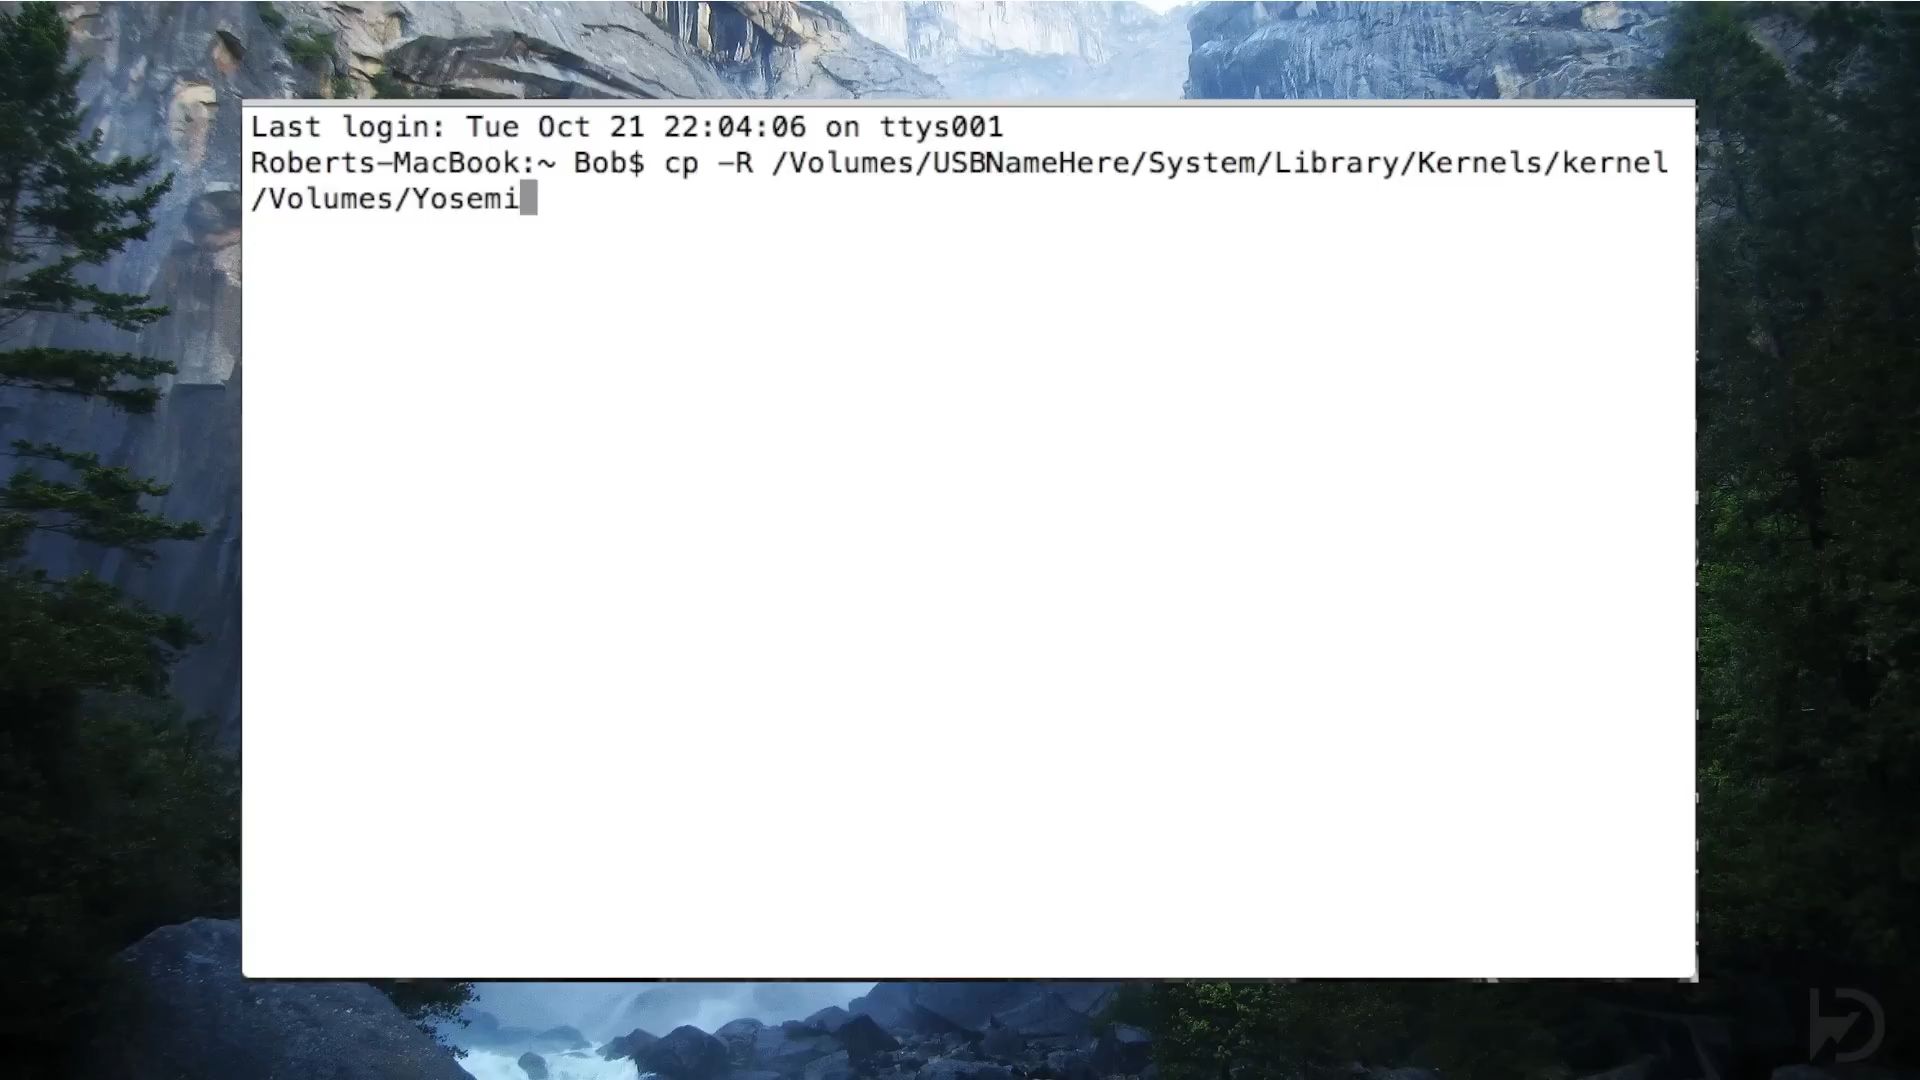 Last login: Tue Oct 21 22:04:06 on ttys001
Roberts-MacBook:~ Bob$ cp -R /Volumes/USBNameHere/System/Library/Kernels/kernel
/Volumes/Yosemi